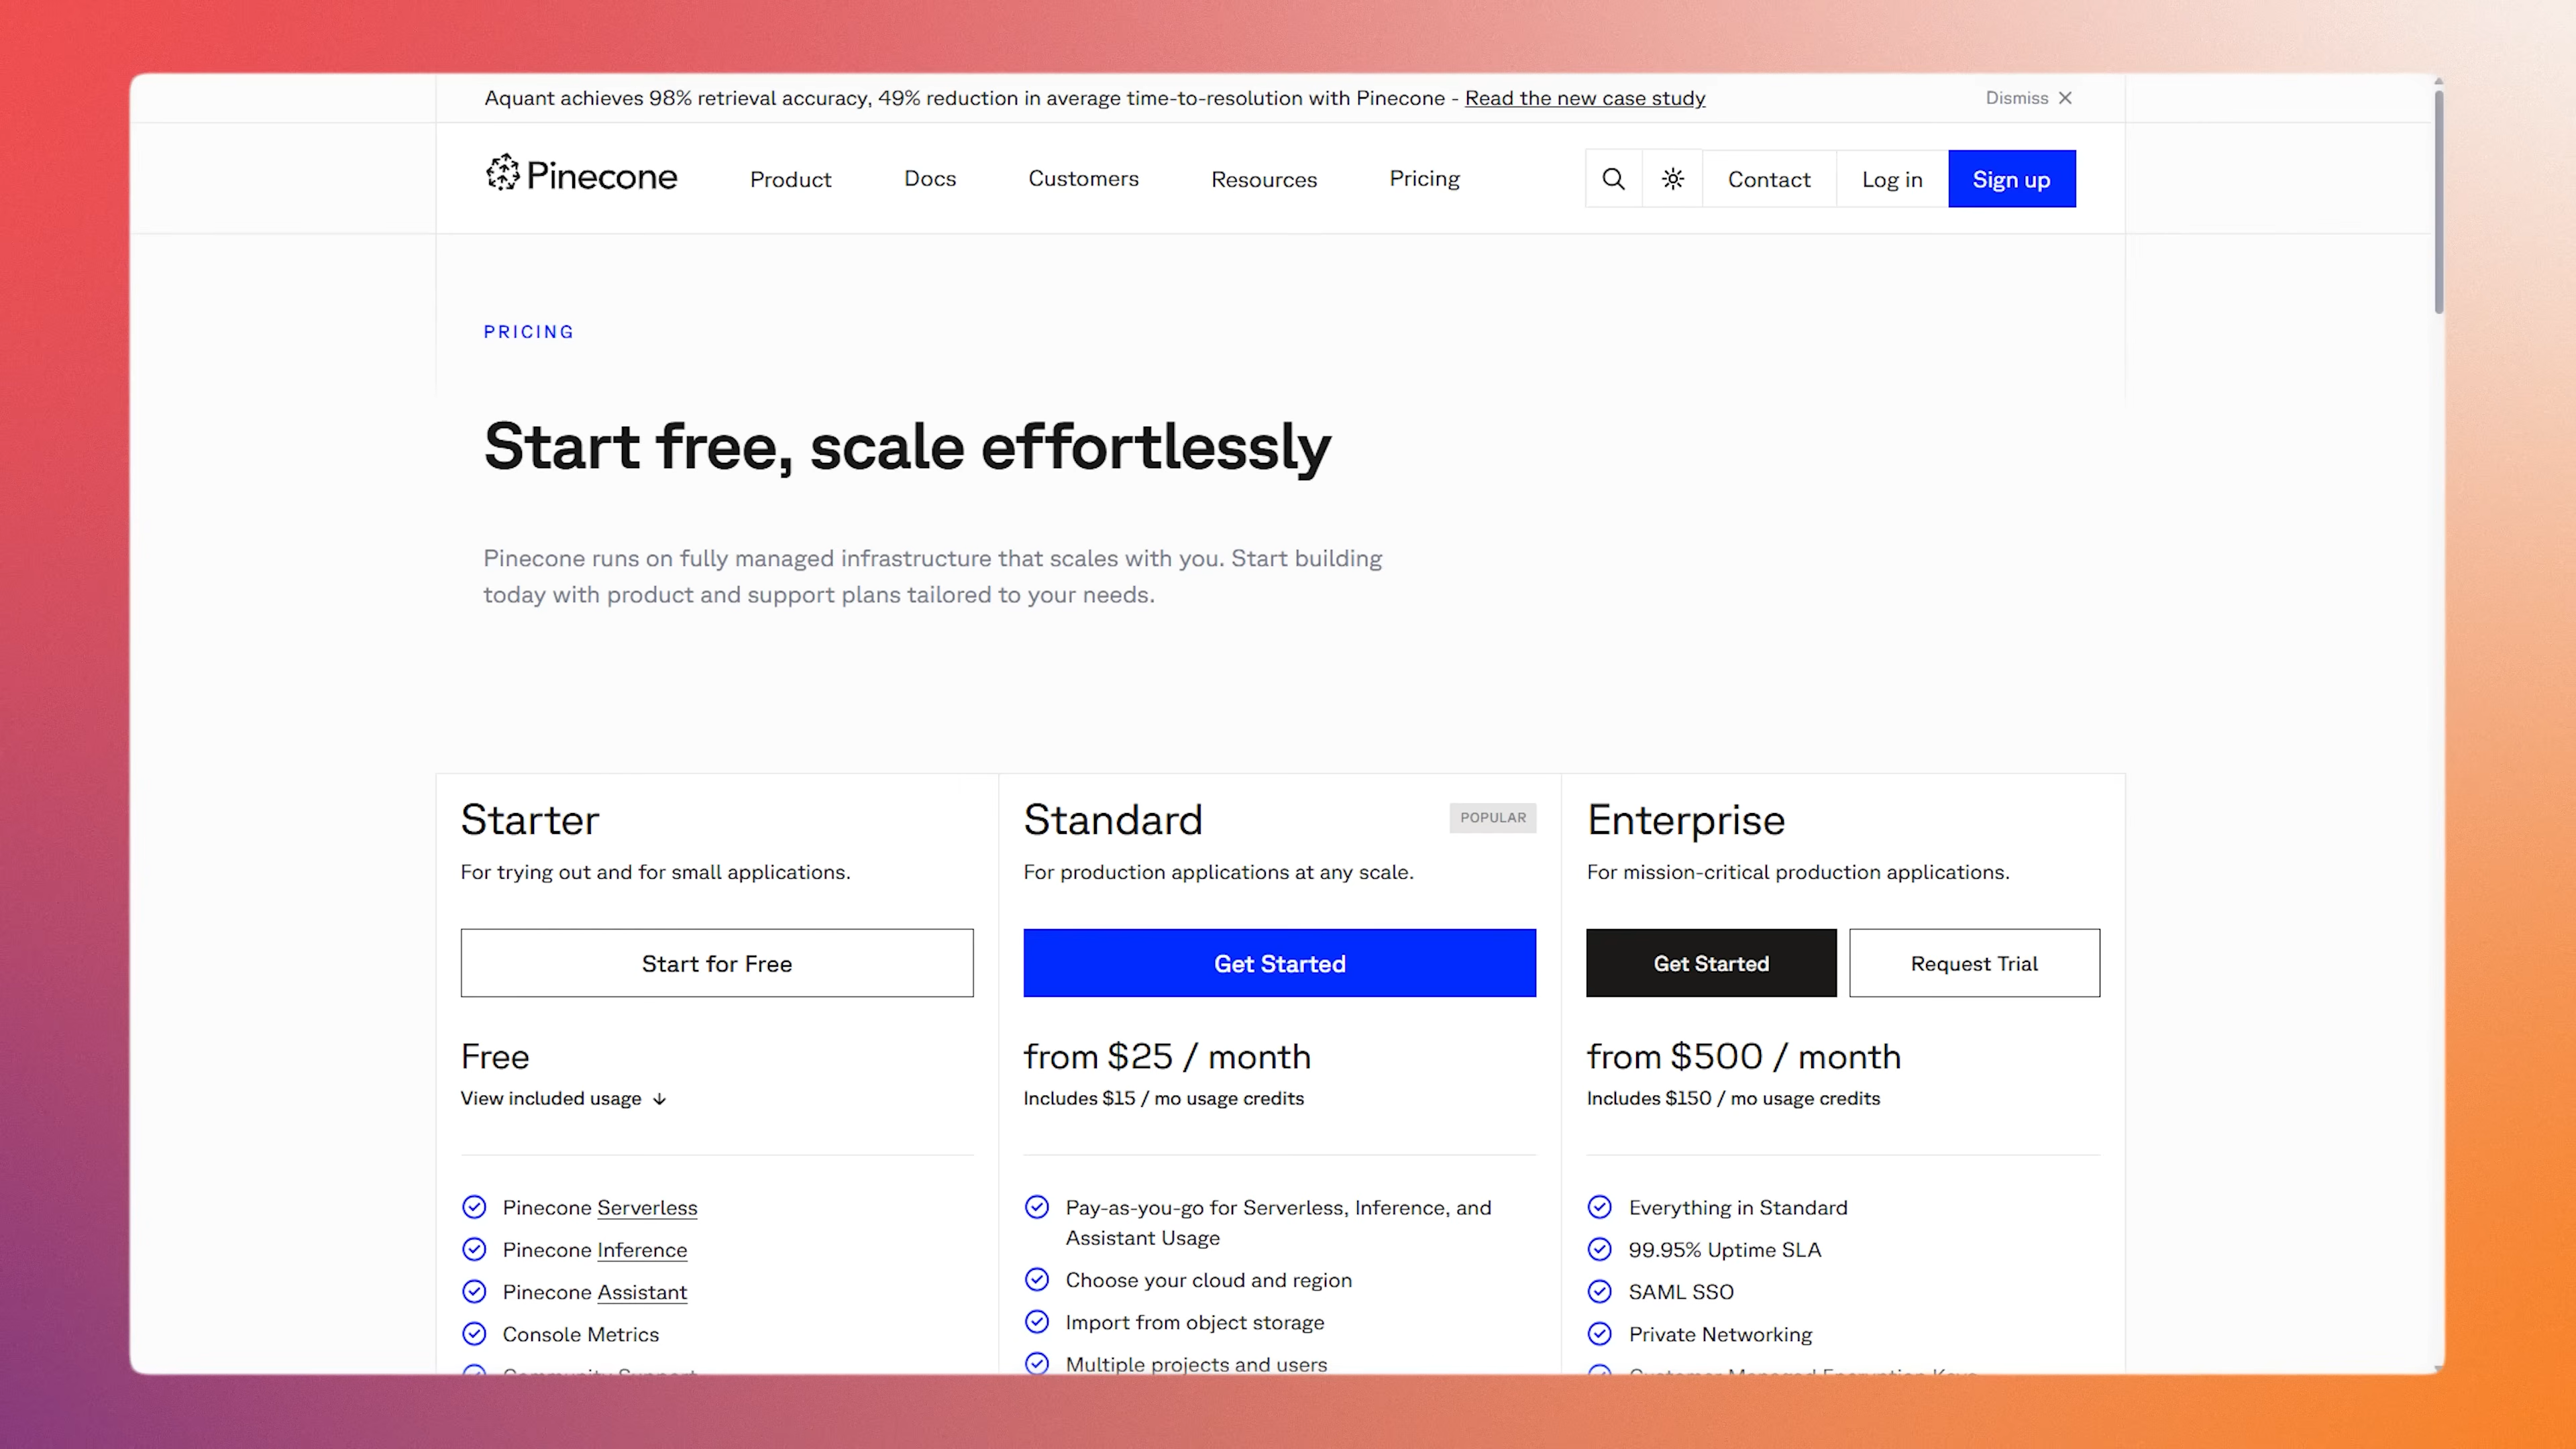 Aquant achieves 98% retrieval accuracy, 49% reduction in average time-to-resolution with Pinecone - Read the new case study
Dismiss
Pinecone
Product
Docs
Customers
Resources
Pricing
Contact
Log in
Sign up
PRICING
Start free, scale effortlessly
Pinecone runs on fully managed infrastructure that scales with you. Start building
today with product and support plans tailored to your needs.
Starter
For trying out and for small applications.
Start for Free
Free
View included usage ↓
Pinecone Serverless
Pinecone Inference
Pinecone Assistant
Console Metrics
Community Support
Standard
POPULAR
For production applications at any scale.
Get Started
from $25 / month
Includes $15 / mo usage credits
Pay-as-you-go for Serverless, Inference, and
Assistant Usage
Choose your cloud and region
Import from object storage
Multiple projects and users
Enterprise
For mission-critical production applications.
Get Started
Request Trial
from $500 / month
Includes $150 / mo usage credits
Everything in Standard
99.95% Uptime SLA
SAML SSO
Private Networking
Customer Managed Encryption Keys